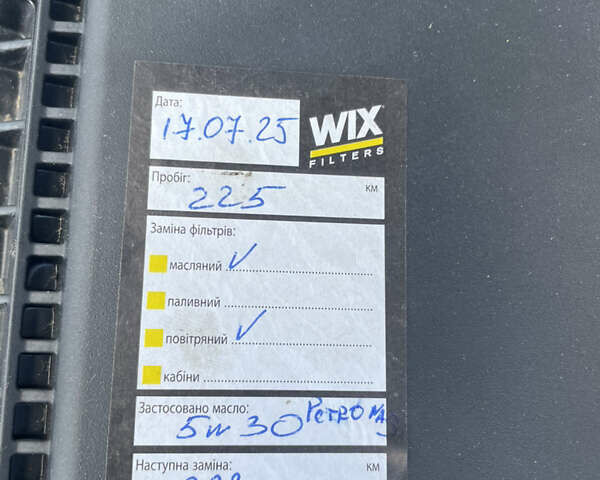 Дата:
17.07.25
WIX
FILTERS
Пробіг:
225 км
Заміна фільтрів:
масляний ✓
паливний
повітряний ✓
кабіни
Застосовано масло:
5w30 PETRONAS
Наступна заміна:
км